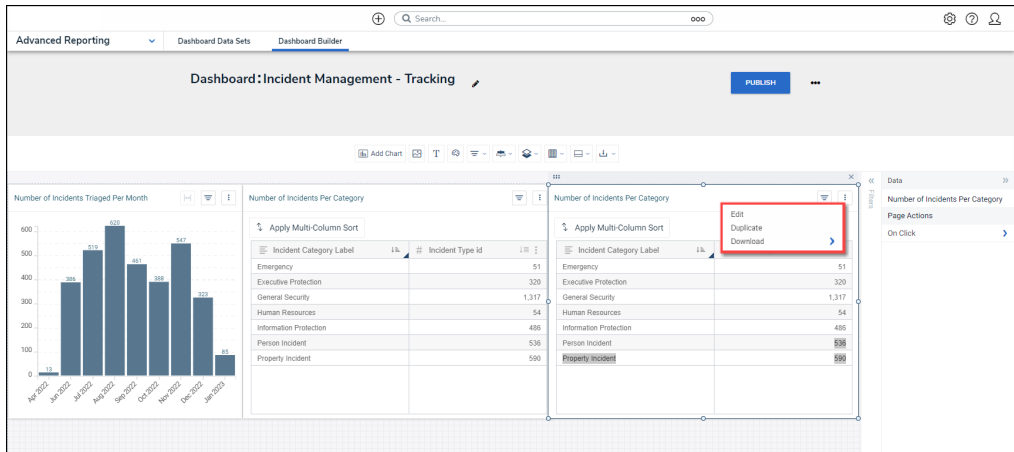 Search...
ooo
Advanced Reporting
Dashboard Data Sets
Dashboard Builder
Dashboard:Incident Management - Tracking
PUBLISH
Add Chart
T
Number of Incidents Triaged Per Month
600
500
400
300
200
100
0
13
386
519
620
461
388
547
323
85
Apr 2022
Jun 2022
Jul 2022
Aug 2022
Sep 2022
Oct 2022
Nov 2022
Dec 2022
Jan 2023
Number of Incidents Per Category
Apply Multi-Column Sort
Incident Category Label
# Incident Type id
Emergency 51
Executive Protection 320
General Security 1,317
Human Resources 54
Information Protection 486
Person Incident 536
Property Incident 590
Number of Incidents Per Category
Apply Multi-Column Sort
Incident Category Label
Edit
Duplicate
Download
Emergency 51
Executive Protection 320
General Security 1,317
Human Resources 54
Information Protection 486
Person Incident 536
Property Incident 590
Filters
Data
Number of Incidents Per Category
Page Actions
On Click